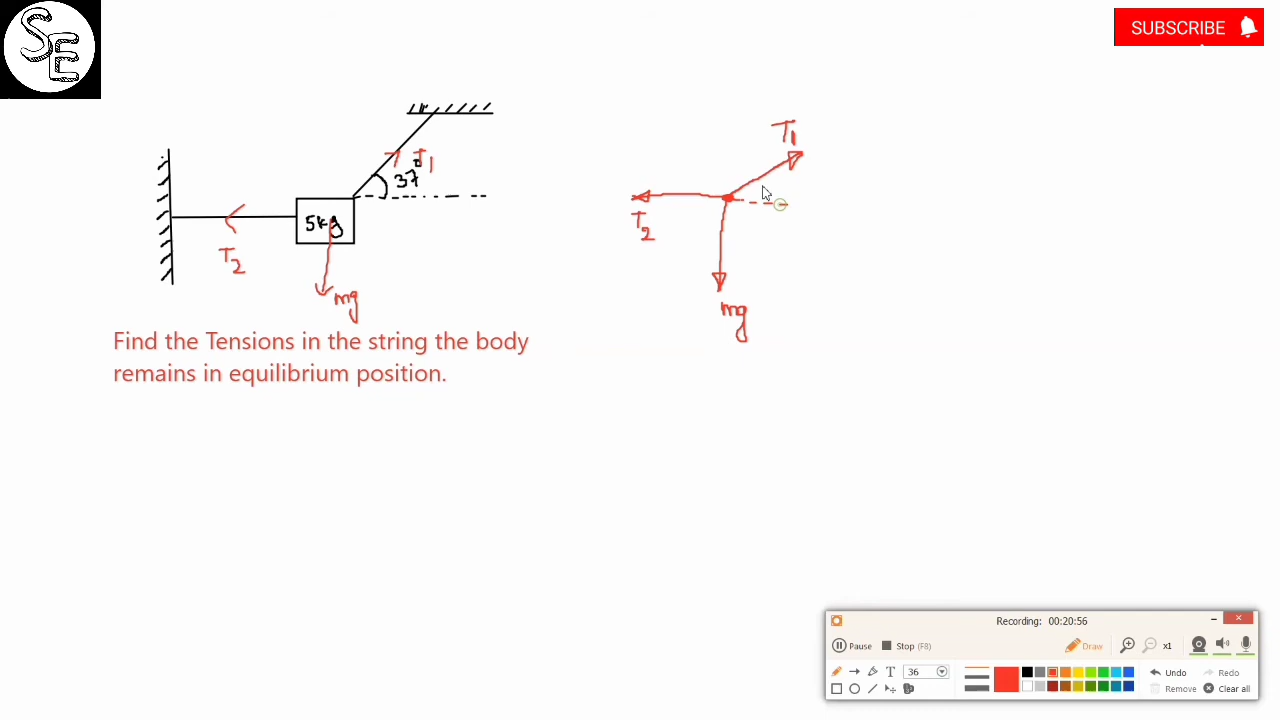 SE
SUBSCRIBE
T1
37°
5kg
T2
mg
T1
T2
mg
Find the Tensions in the string the body
remains in equilibrium position.
Recording: 00:20:56
Pause
Stop (F8)
Draw
x1
T
36
Undo
Redo
Remove
Clear all